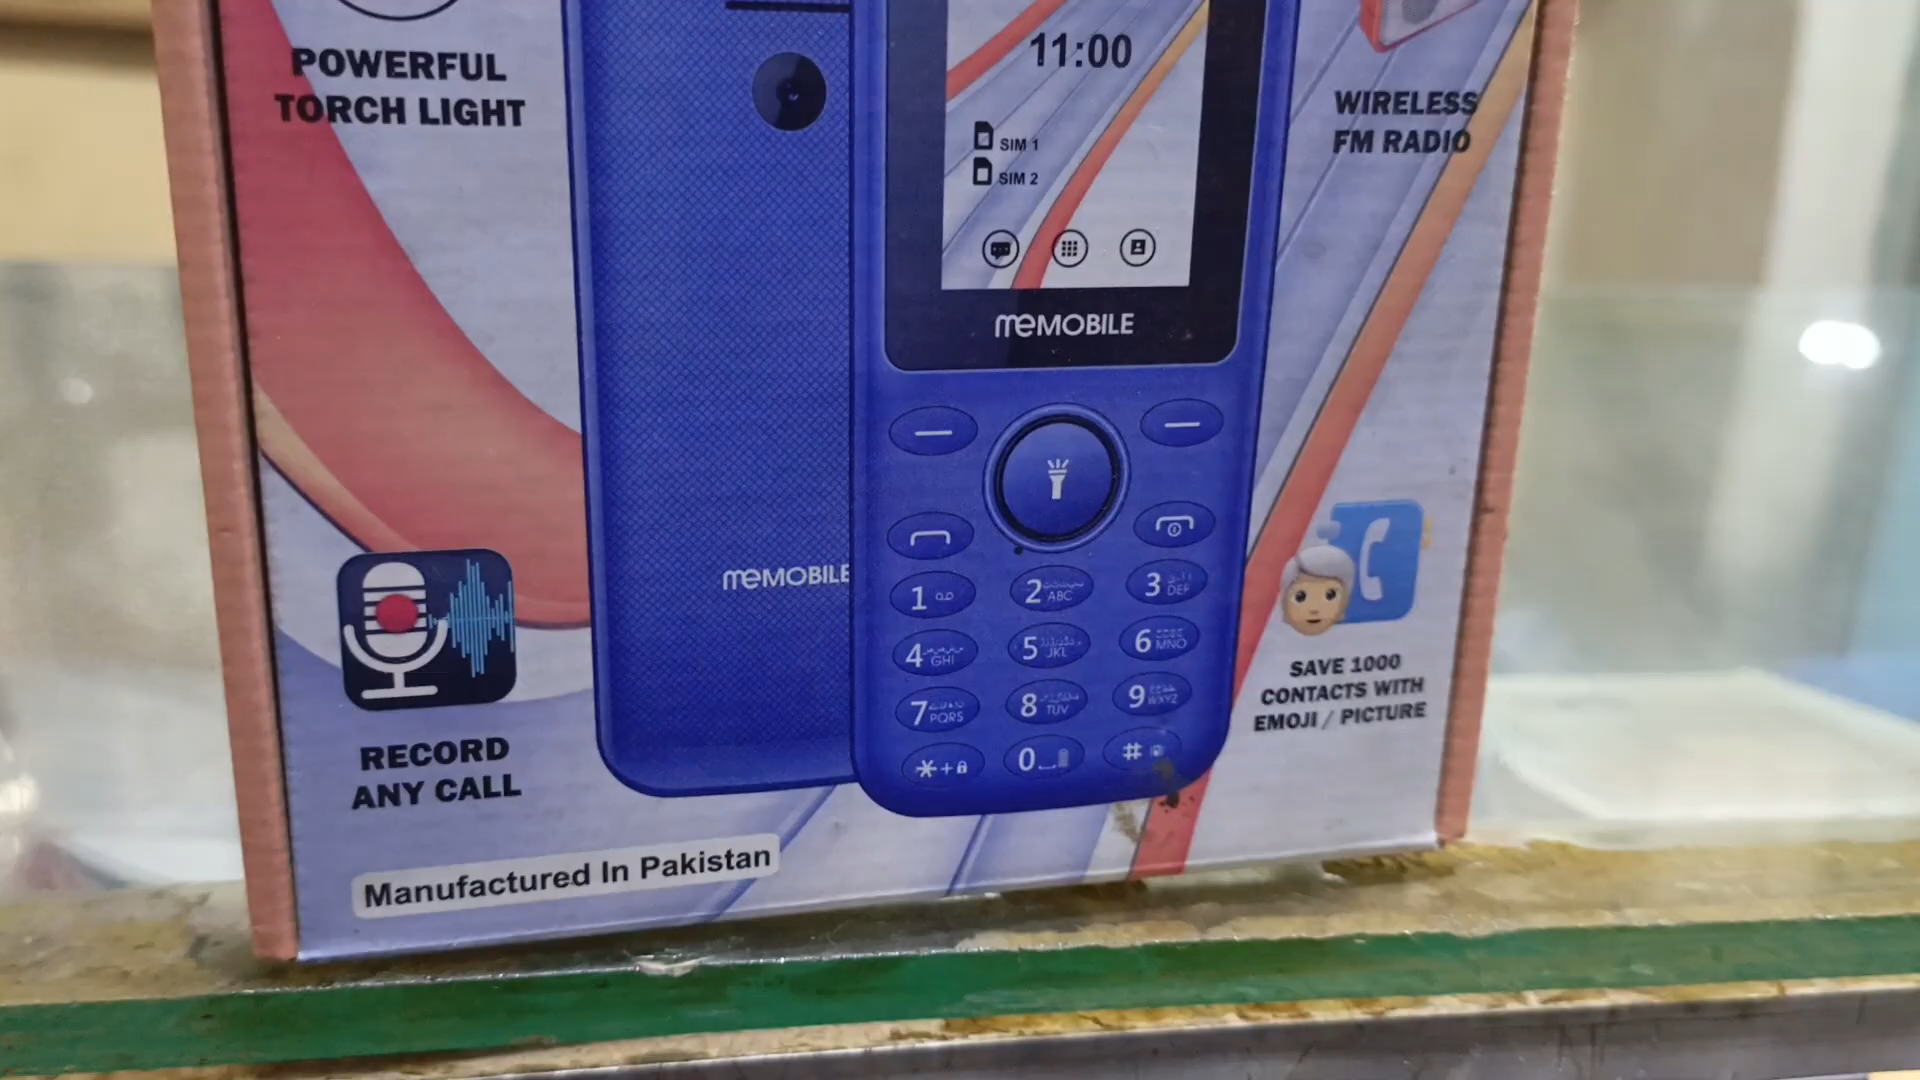 POWERFUL
TORCH LIGHT
11:00
SIM 1
SIM 2
WIRELESS
FM RADIO
meMOBILE
meMOBILE
1
2 ABC
3 DEF
4 GHI
5 JKL
6 MNO
7 PQRS
8 TUV
9 WXYZ
*+
0
#
RECORD
ANY CALL
SAVE 1000
CONTACTS WITH
EMOJI / PICTURE
Manufactured In Pakistan